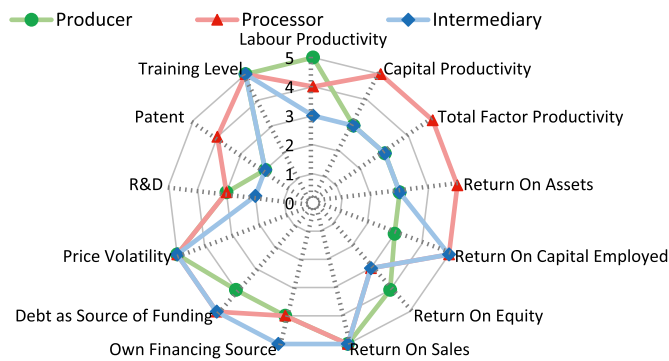 Producer Processor Intermediary
Labour Productivity
Training Level
Capital Productivity
Patent
Total Factor Productivity
R&D
Return On Assets
Price Volatility
Return On Capital Employed
Debt as Source of Funding
Return On Equity
Own Financing Source
Return On Sales
5
4
3
2
1
0